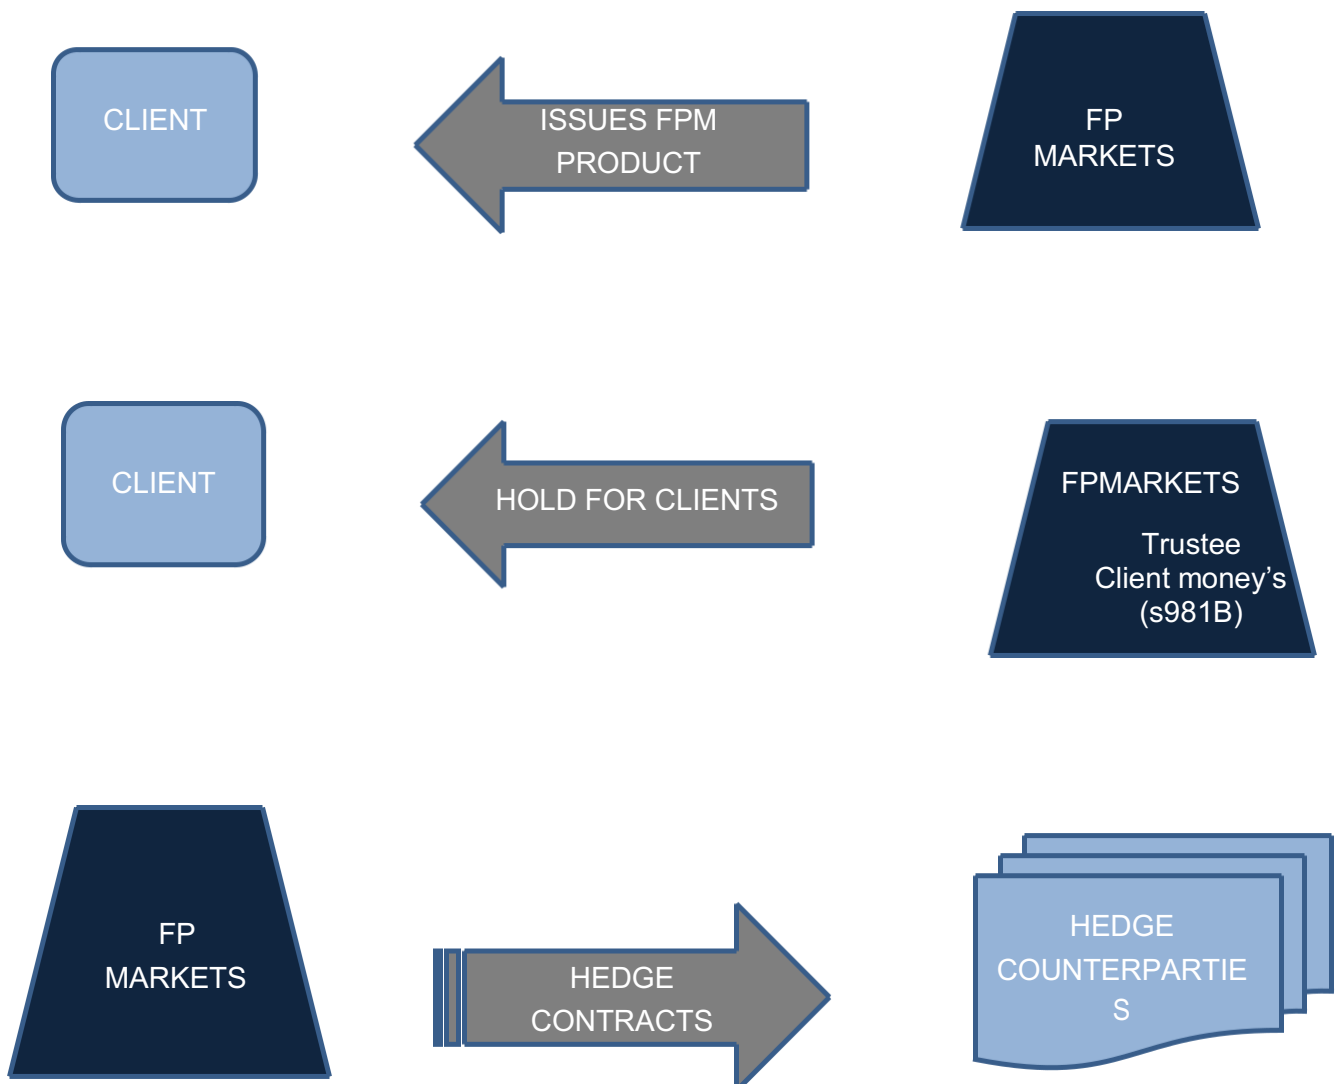 CLIENT
ISSUES FPM
PRODUCT
FP
MARKETS
CLIENT
HOLD FOR CLIENTS
FPMARKETS
Trustee
Client money’s
(s981B)
FP
MARKETS
HEDGE
CONTRACTS
HEDGE
COUNTERPARTIE
S